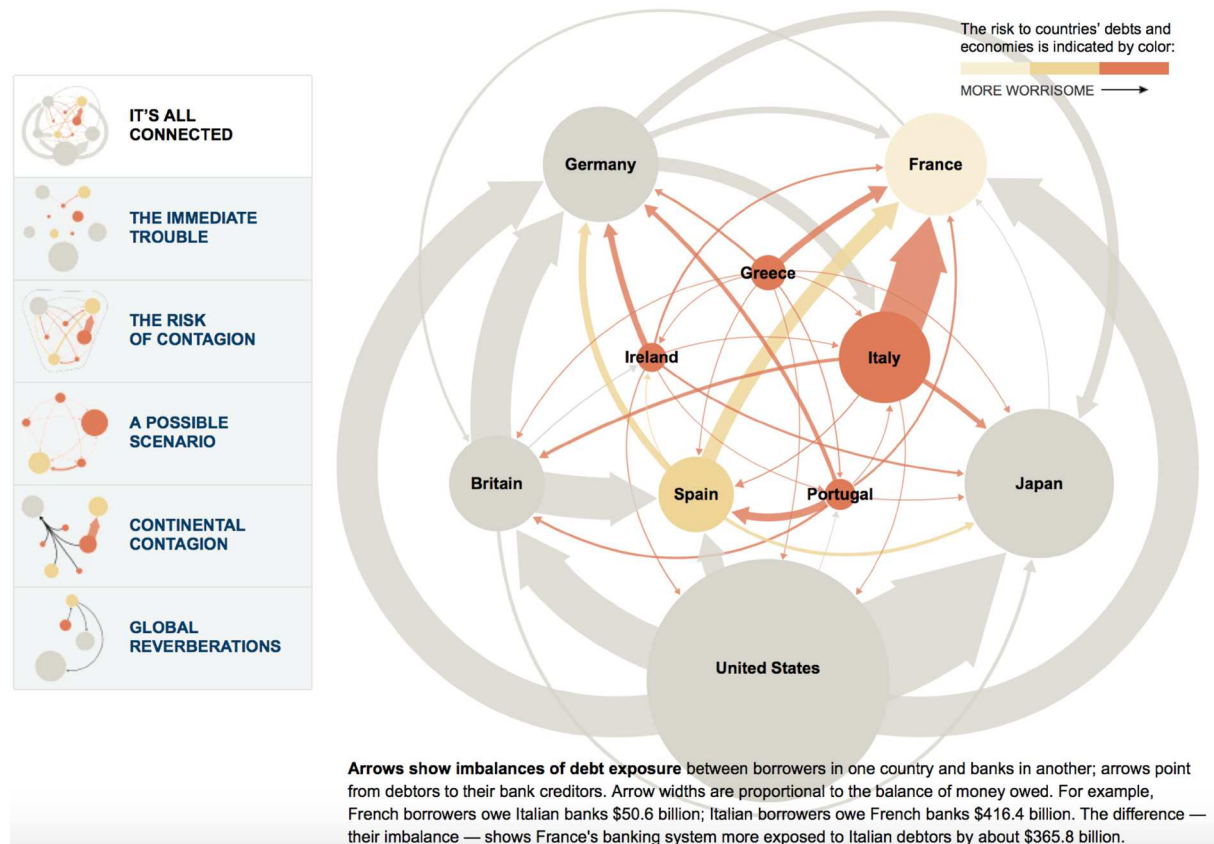 The risk to countries' debts and
economies is indicated by color:
MORE WORRISOME
IT'S ALL
CONNECTED
THE IMMEDIATE
TROUBLE
THE RISK
OF CONTAGION
A POSSIBLE
SCENARIO
CONTINENTAL
CONTAGION
GLOBAL
REVERBERATIONS
Germany
France
Greece
Ireland
Italy
Britain
Spain
Portugal
Japan
United States
Arrows show imbalances of debt exposure between borrowers in one country and banks in another; arrows point
from debtors to their bank creditors. Arrow widths are proportional to the balance of money owed. For example,
French borrowers owe Italian banks $50.6 billion; Italian borrowers owe French banks $416.4 billion. The difference —
their imbalance — shows France's banking system more exposed to Italian debtors by about $365.8 billion.